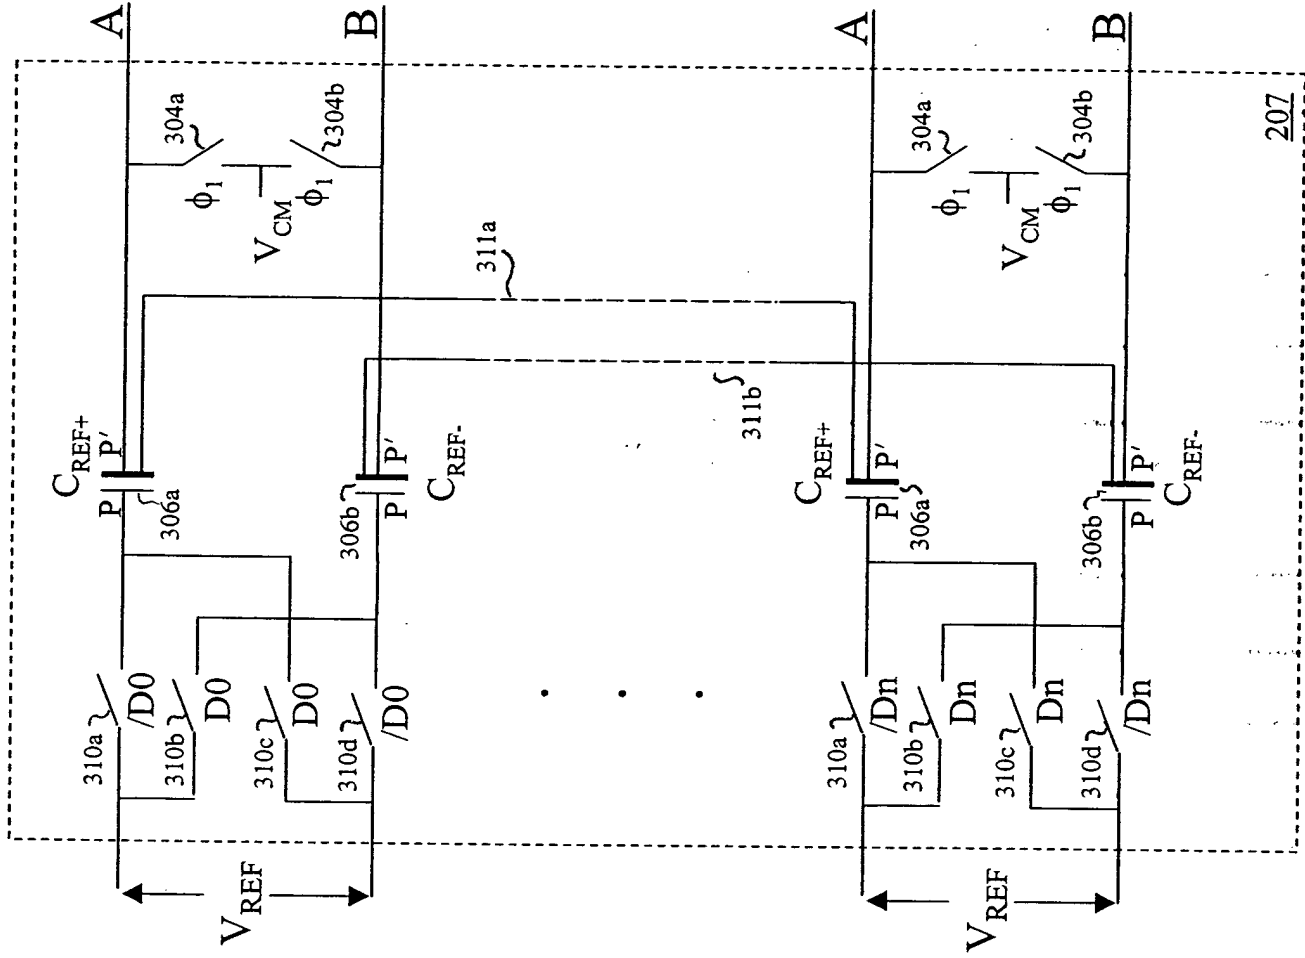 A
304a
ϕ1
VCM
ϕ1
304b
B
311a
CREF+
P P′
306a
306b
P P′
CREF-
310a
/D0
310b
D0
310c
D0
310d
/D0
VREF
. . .
A
304a
ϕ1
VCM
ϕ1
304b
B
311b
CREF+
P P′
306a
306b
P P′
CREF-
310a
/Dn
310b
Dn
310c
Dn
310d
/Dn
VREF
207